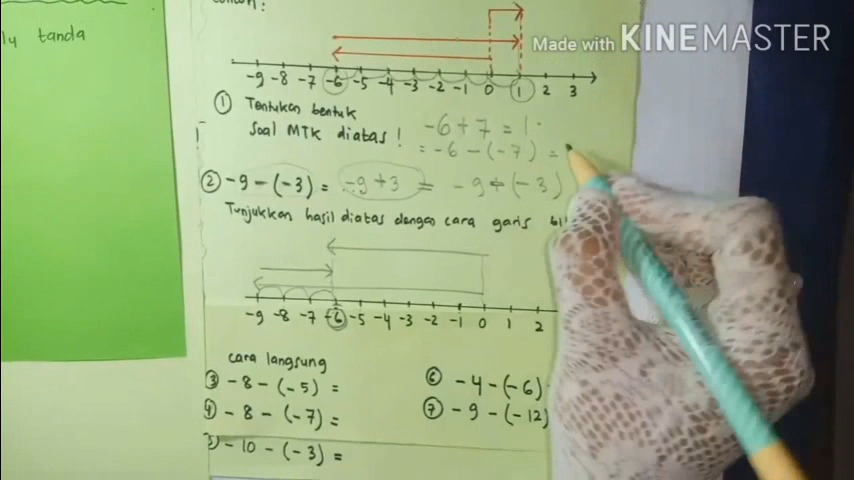 tanda
Made with KINEMASTER
-9 -8 -7 -6 -5 -4 -3 -2 -1 0 1 2 3
① Tentukan bentuk
Soal MTK diatas !
-6 + 7 = 1
= -6 - (-7) =
② -9 - (-3) = -9 + 3 = -9 + (-3)
Tunjukkan hasil diatas dengan cara garis
-9 -8 -7 -6 -5 -4 -3 -2 -1 0 1 2
cara langsung
③ -8 - (-5) =
④ -8 - (-7) =
-10 - (-3) =
⑥ -4 - (-6)
⑦ -9 - (-12)